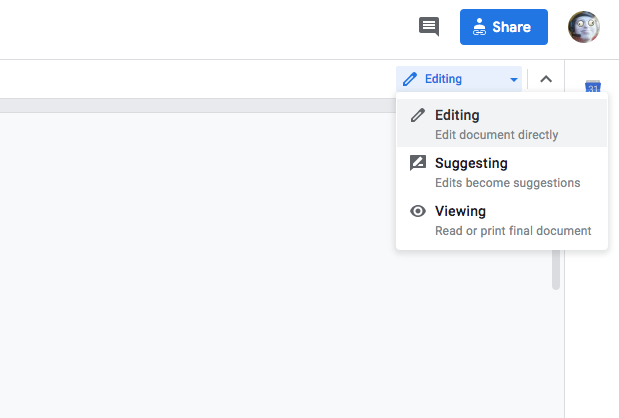 Share
Editing
31
Editing
Edit document directly
Suggesting
Edits become suggestions
Viewing
Read or print final document